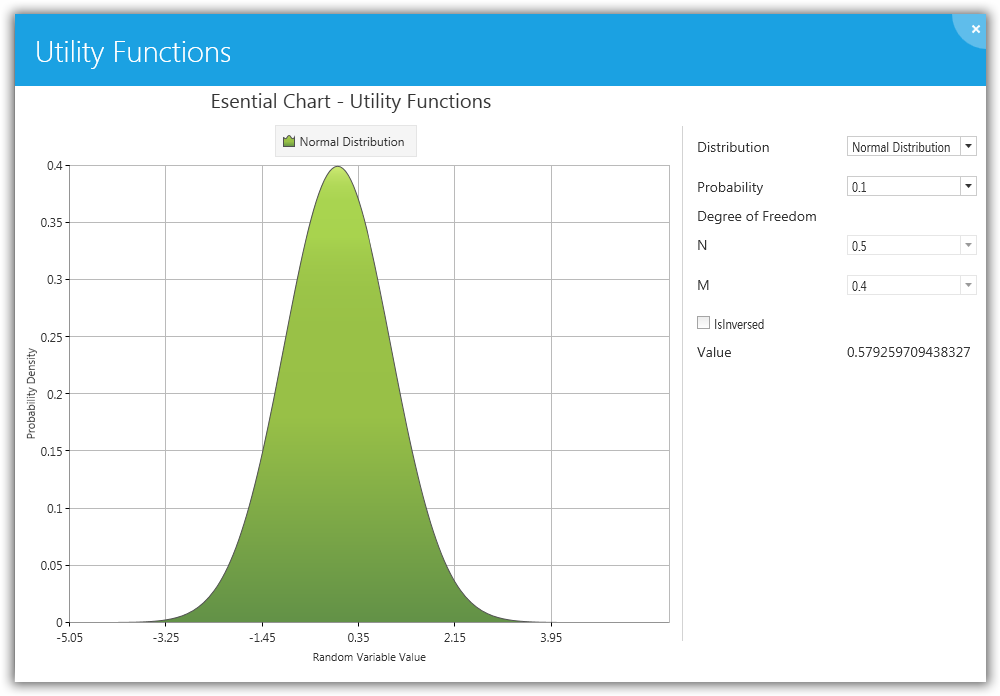 Utility Functions
Esential Chart - Utility Functions
Normal Distribution
0.4
0.35
0.3
0.25
0.2
0.15
0.1
0.05
0
Probability Density
-5.05 -3.25 -1.45 0.35 2.15 3.95
Random Variable Value
Distribution Normal Distribution
Probability 0.1
Degree of Freedom
N 0.5
M 0.4
IsInversed
Value 0.579259709438327